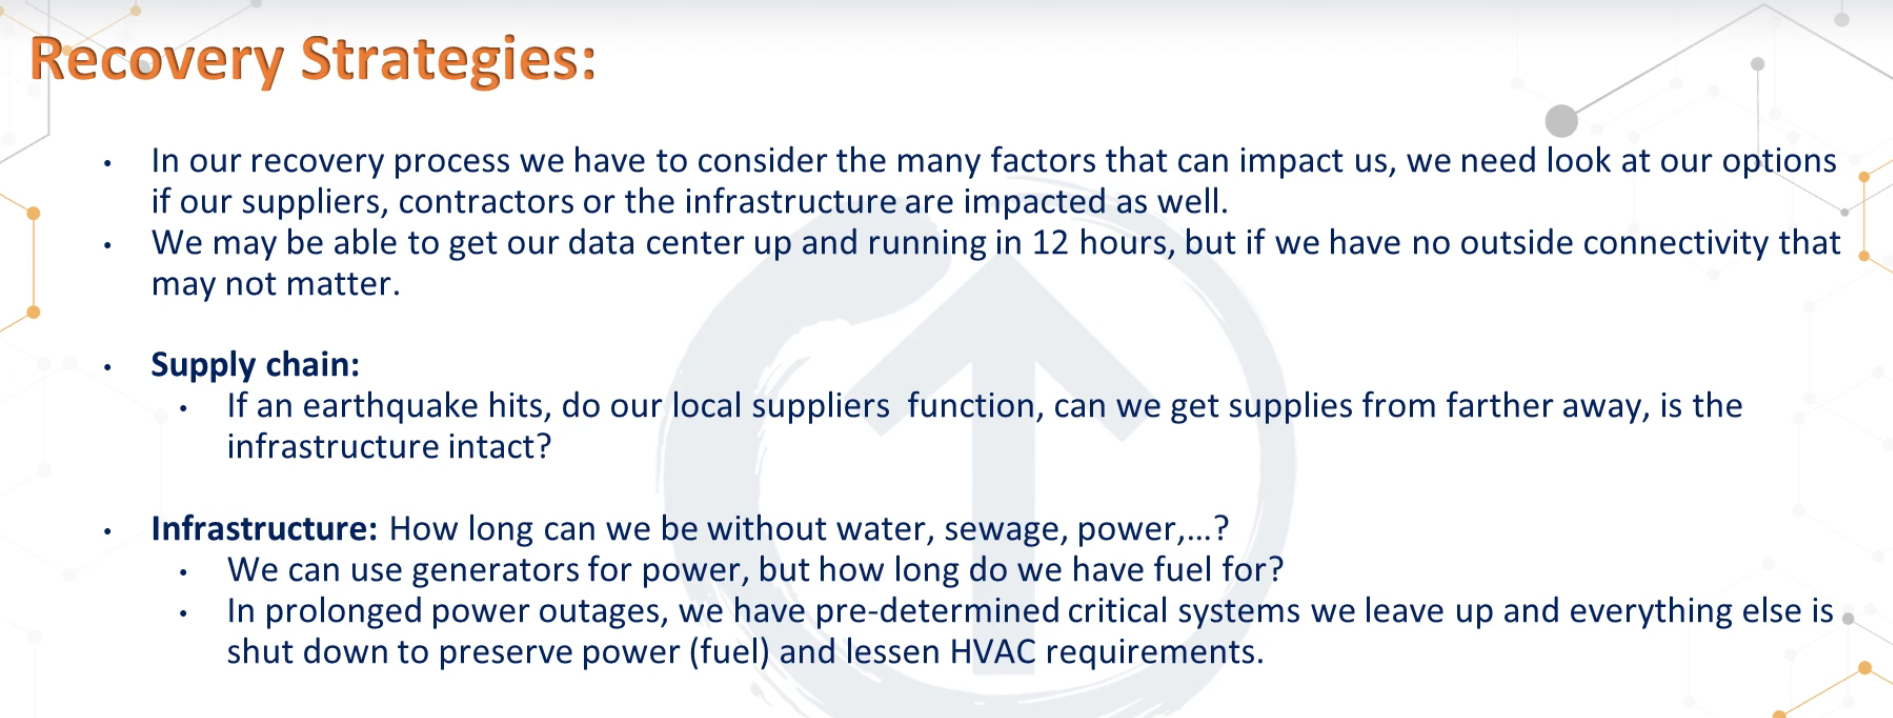 Recovery Strategies:
• In our recovery process we have to consider the many factors that can impact us, we need look at our options
if our suppliers, contractors or the infrastructure are impacted as well.
• We may be able to get our data center up and running in 12 hours, but if we have no outside connectivity that
may not matter.
• Supply chain:
• If an earthquake hits, do our local suppliers function, can we get supplies from farther away, is the
infrastructure intact?
• Infrastructure: How long can we be without water, sewage, power,...?
• We can use generators for power, but how long do we have fuel for?
• In prolonged power outages, we have pre-determined critical systems we leave up and everything else is
shut down to preserve power (fuel) and lessen HVAC requirements.